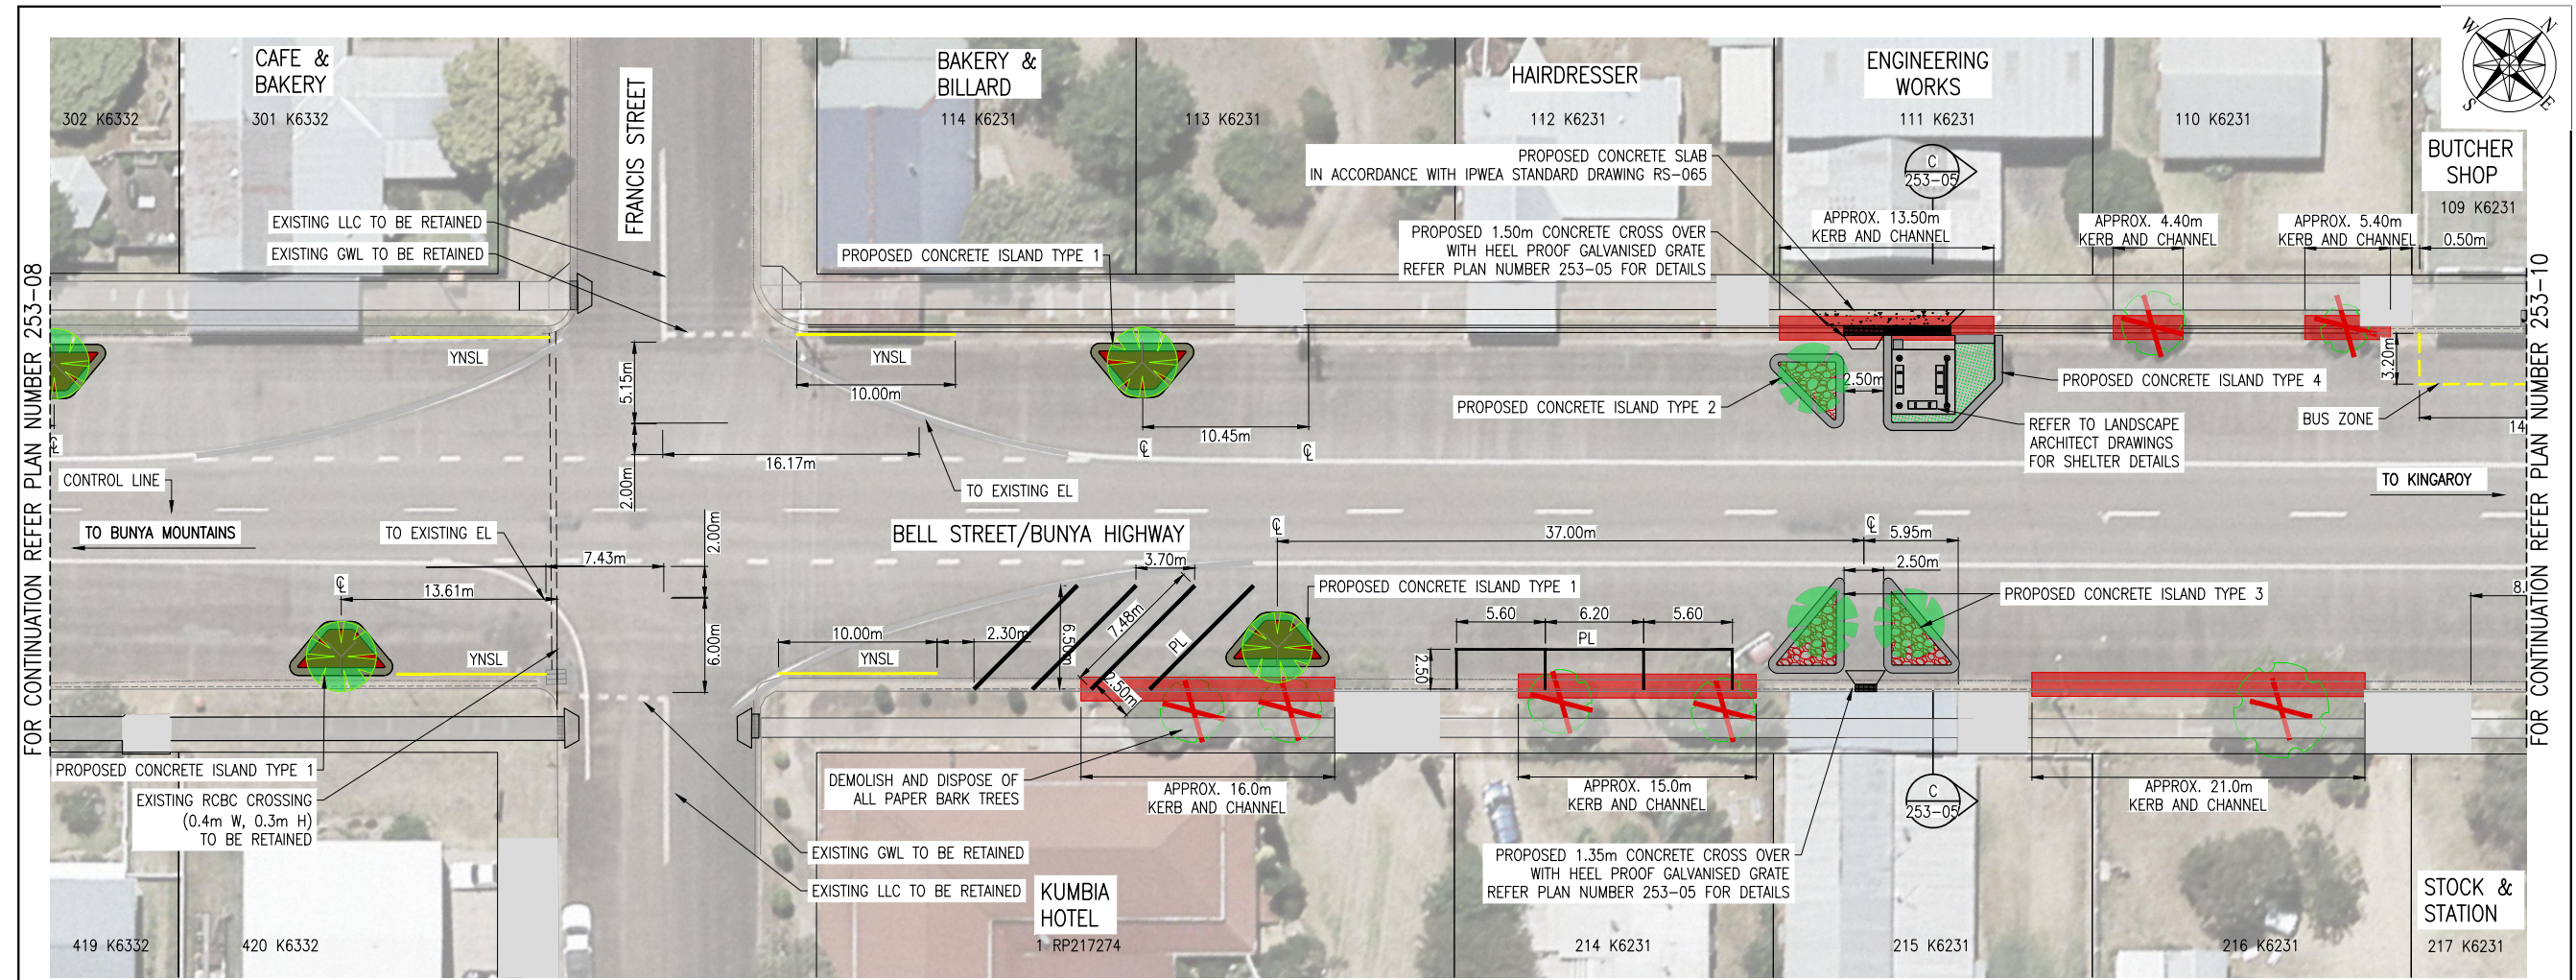 W
N
S
E
CAFE &
BAKERY
302 K6332
301 K6332
FRANCIS STREET
BAKERY &
BILLARD
114 K6231
113 K6231
HAIRDRESSER
112 K6231
ENGINEERING
WORKS
111 K6231
110 K6231
BUTCHER
SHOP
109 K6231
PROPOSED CONCRETE SLAB
IN ACCORDANCE WITH IPWEA STANDARD DRAWING RS-065
C
253-05
EXISTING LLC TO BE RETAINED
EXISTING GWL TO BE RETAINED
PROPOSED CONCRETE ISLAND TYPE 1
PROPOSED 1.50m CONCRETE CROSS OVER
WITH HEEL PROOF GALVANISED GRATE
REFER PLAN NUMBER 253-05 FOR DETAILS
APPROX. 13.50m
KERB AND CHANNEL
APPROX. 4.40m
KERB AND CHANNEL
APPROX. 5.40m
KERB AND CHANNEL
0.50m
FOR CONTINUATION REFER PLAN NUMBER 253-08
FOR CONTINUATION REFER PLAN NUMBER 253-10
YNSL
5.15m
YNSL
10.00m
3.20m
2.50m
PROPOSED CONCRETE ISLAND TYPE 4
PROPOSED CONCRETE ISLAND TYPE 2
BUS ZONE
14
REFER TO LANDSCAPE
ARCHITECT DRAWINGS
FOR SHELTER DETAILS
10.45m
℄
℄
℄
16.17m
2.00m
CONTROL LINE
TO EXISTING EL
TO KINGAROY
TO BUNYA MOUNTAINS
TO EXISTING EL
BELL STREET/BUNYA HIGHWAY
2.00m
℄
37.00m
℄
5.95m
7.43m
3.70m
2.50m
℄
13.61m
PROPOSED CONCRETE ISLAND TYPE 1
PROPOSED CONCRETE ISLAND TYPE 3
8.
6.00m
10.00m
2.30m
6.50m
7.48m
PL
5.60
6.20
5.60
PL
YNSL
YNSL
2.50
2.50m
PROPOSED CONCRETE ISLAND TYPE 1
EXISTING RCBC CROSSING
(0.4m W, 0.3m H)
TO BE RETAINED
DEMOLISH AND DISPOSE OF
ALL PAPER BARK TREES
APPROX. 16.0m
KERB AND CHANNEL
APPROX. 15.0m
KERB AND CHANNEL
C
253-05
APPROX. 21.0m
KERB AND CHANNEL
EXISTING GWL TO BE RETAINED
EXISTING LLC TO BE RETAINED
PROPOSED 1.35m CONCRETE CROSS OVER
WITH HEEL PROOF GALVANISED GRATE
REFER PLAN NUMBER 253-05 FOR DETAILS
KUMBIA
HOTEL
STOCK &
STATION
419 K6332
420 K6332
1 RP217274
214 K6231
215 K6231
216 K6231
217 K6231